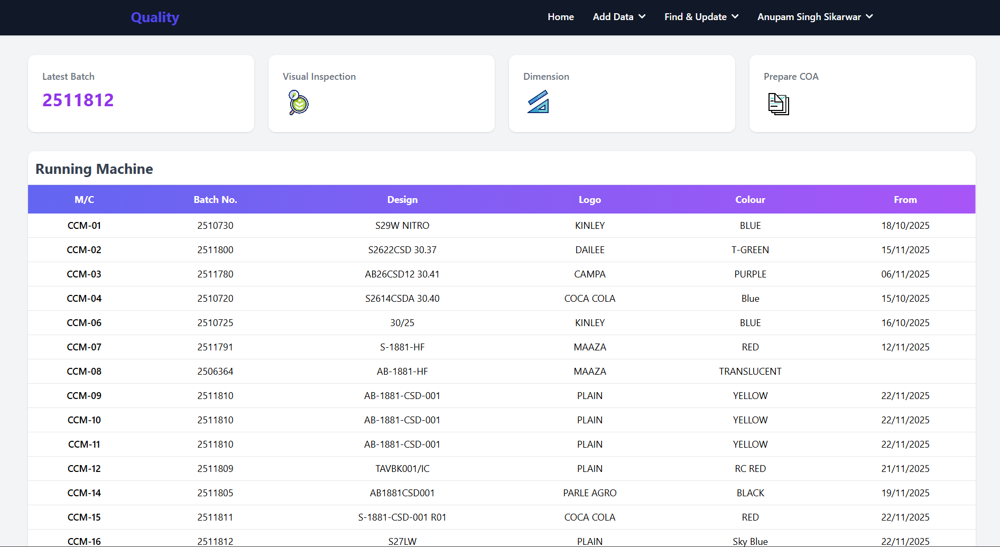 Quality Home Add Data Find & Update Anupam Singh Sikarwar
Latest Batch Visual Inspection Dimension Prepare COA
2511812
Running Machine
M/C Batch No. Design Logo Colour From
CCM-01 2510730 S29W NITRO KINLEY BLUE 18/10/2025
CCM-02 2511800 S2622CSD 30.37 DAILEE T-GREEN 15/11/2025
CCM-03 2511780 AB26CSD12 30.41 CAMPA PURPLE 06/11/2025
CCM-04 2510720 S2614CSDA 30.40 COCA COLA Blue 15/10/2025
CCM-06 2510725 30/25 KINLEY BLUE 16/10/2025
CCM-07 2511791 S-1881-HF MAAZA RED 12/11/2025
CCM-08 2506364 AB-1881-HF MAAZA TRANSLUCENT
CCM-09 2511810 AB-1881-CSD-001 PLAIN YELLOW 22/11/2025
CCM-10 2511810 AB-1881-CSD-001 PLAIN YELLOW 22/11/2025
CCM-11 2511810 AB-1881-CSD-001 PLAIN YELLOW 22/11/2025
CCM-12 2511809 TAVBK001/IC PLAIN RC RED 21/11/2025
CCM-14 2511805 AB1881CSD001 PARLE AGRO BLACK 19/11/2025
CCM-15 2511811 S-1881-CSD-001 R01 COCA COLA RED 22/11/2025
CCM-16 2511812 S27LW PLAIN Sky Blue 22/11/2025